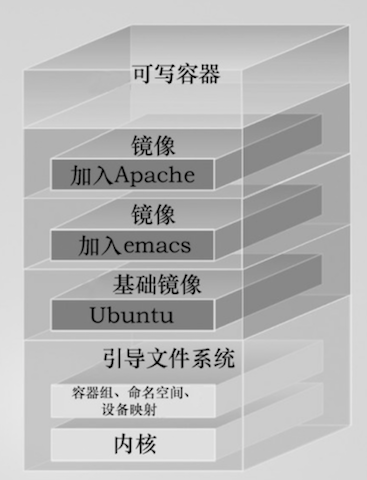 可写容器
镜像
加入Apache
镜像
加入emacs
基础镜像
Ubuntu
引导文件系统
容器组、命名空间、
设备映射
内核